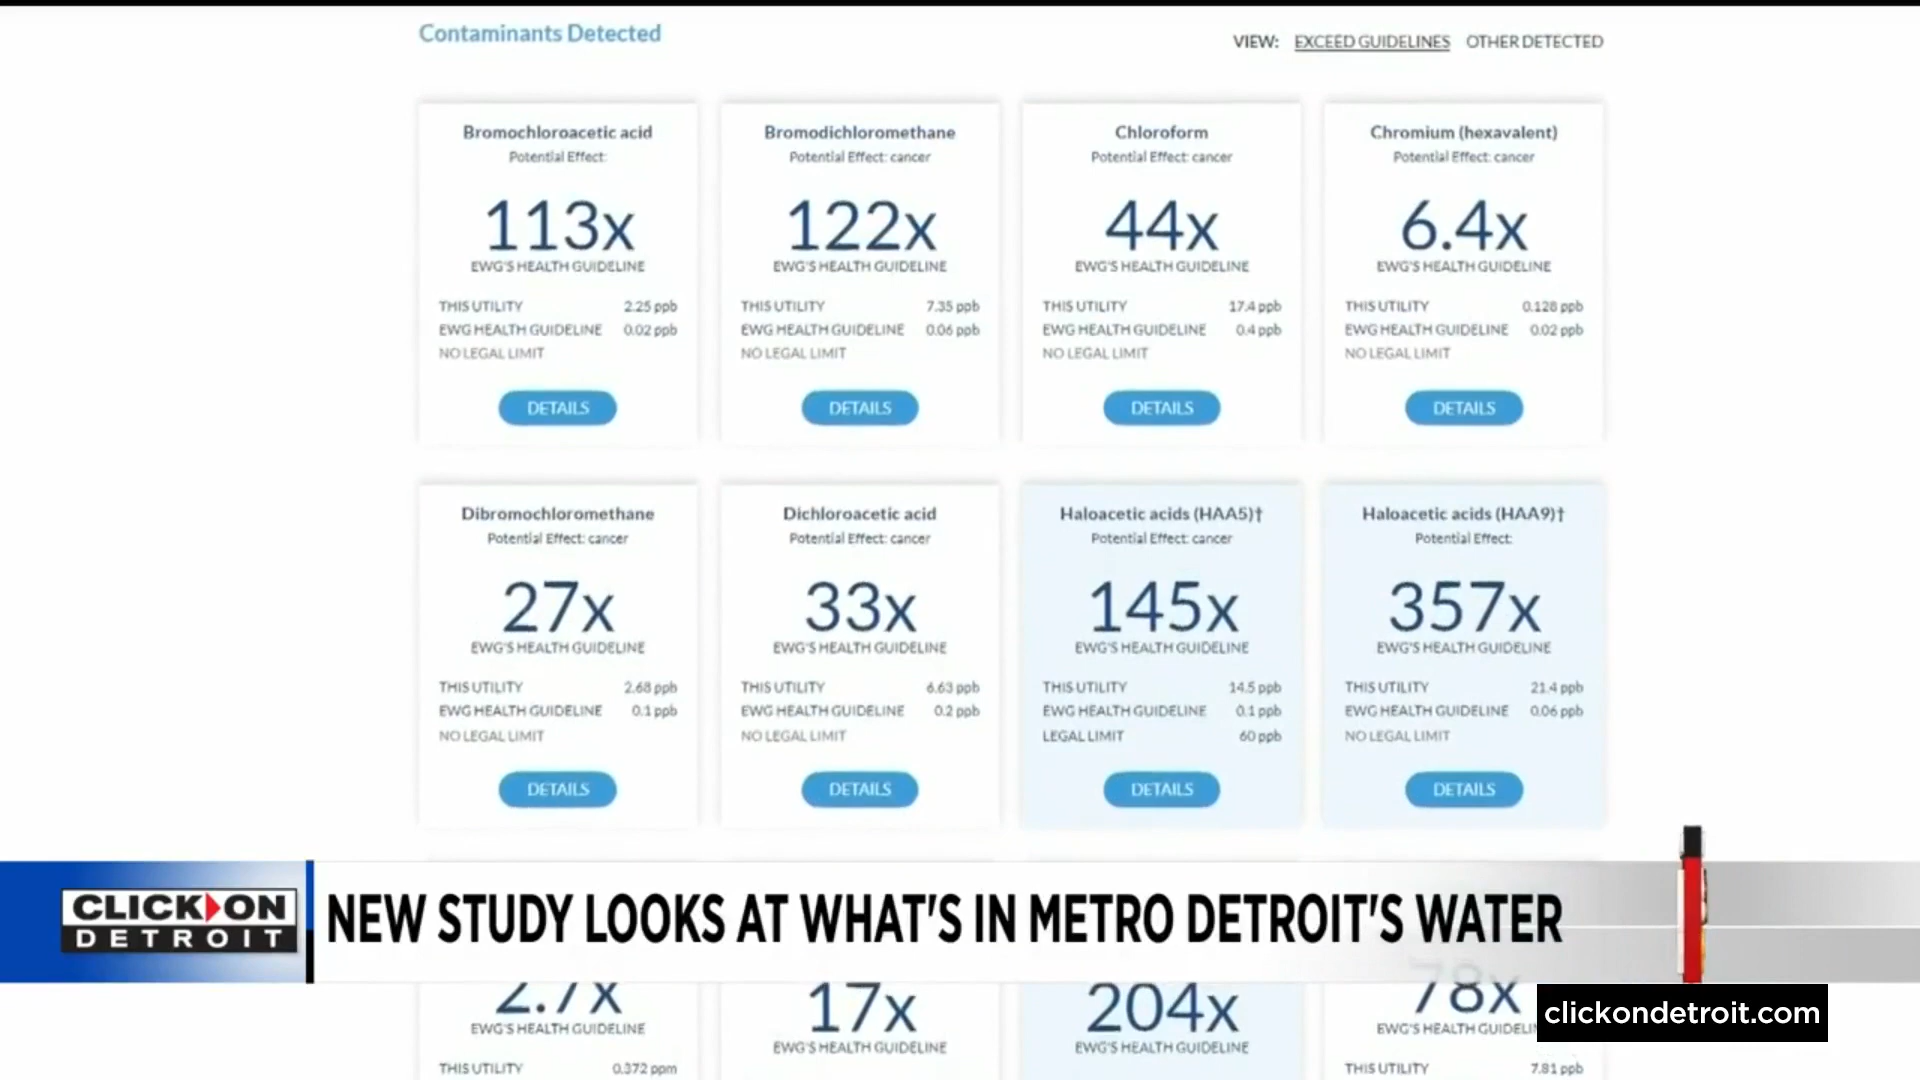 Contaminants Detected
VIEW: EXCEED GUIDELINES OTHER DETECTED
Bromochloroacetic acid
Potential Effect:
113x
EWG'S HEALTH GUIDELINE
THIS UTILITY 2.25 ppb
EWG HEALTH GUIDELINE 0.02 ppb
NO LEGAL LIMIT
DETAILS
Bromodichloromethane
Potential Effect: cancer
122x
EWG'S HEALTH GUIDELINE
THIS UTILITY 7.35 ppb
EWG HEALTH GUIDELINE 0.06 ppb
NO LEGAL LIMIT
DETAILS
Chloroform
Potential Effect: cancer
44x
EWG'S HEALTH GUIDELINE
THIS UTILITY 17.4 ppb
EWG HEALTH GUIDELINE 0.4 ppb
NO LEGAL LIMIT
DETAILS
Chromium (hexavalent)
Potential Effect: cancer
6.4x
EWG'S HEALTH GUIDELINE
THIS UTILITY 0.128 ppb
EWG HEALTH GUIDELINE 0.02 ppb
NO LEGAL LIMIT
DETAILS
Dibromochloromethane
Potential Effect: cancer
27x
EWG'S HEALTH GUIDELINE
THIS UTILITY 2.68 ppb
EWG HEALTH GUIDELINE 0.1 ppb
NO LEGAL LIMIT
DETAILS
Dichloroacetic acid
Potential Effect: cancer
33x
EWG'S HEALTH GUIDELINE
THIS UTILITY 6.63 ppb
EWG HEALTH GUIDELINE 0.2 ppb
NO LEGAL LIMIT
DETAILS
Haloacetic acids (HAA5)†
Potential Effect: cancer
145x
EWG'S HEALTH GUIDELINE
THIS UTILITY 14.5 ppb
EWG HEALTH GUIDELINE 0.1 ppb
LEGAL LIMIT 60 ppb
DETAILS
Haloacetic acids (HAA9)†
Potential Effect:
357x
EWG'S HEALTH GUIDELINE
THIS UTILITY 21.4 ppb
EWG HEALTH GUIDELINE 0.06 ppb
NO LEGAL LIMIT
DETAILS
CLICK ON
DETROIT
NEW STUDY LOOKS AT WHAT'S IN METRO DETROIT'S WATER
2.7x
EWG'S HEALTH GUIDELINE
THIS UTILITY 0.372 ppm
17x
EWG'S HEALTH GUIDELINE
204x
EWG'S HEALTH GUIDELINE
78x
EWG'S HEALTH
THIS UTILITY 7.81 ppb
clickondetroit.com